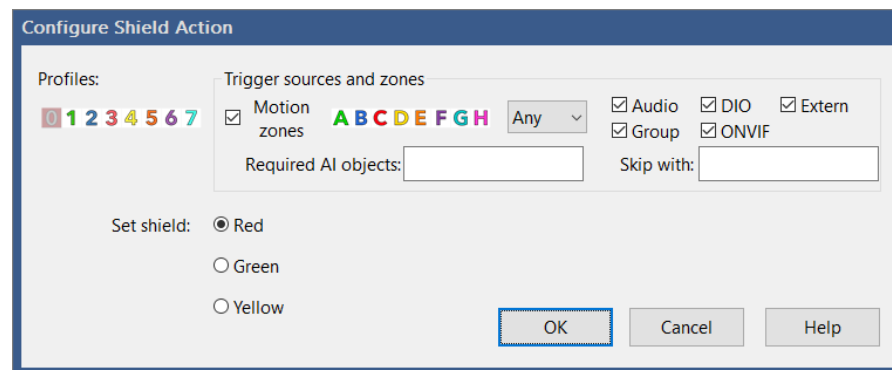 Configure Shield Action
Profiles:
0 1 2 3 4 5 6 7
Trigger sources and zones
Motion zones
A B C D E F G H
Any
Audio
DIO
Extern
Group
ONVIF
Required AI objects:
Skip with:
Set shield:
Red
Green
Yellow
OK
Cancel
Help